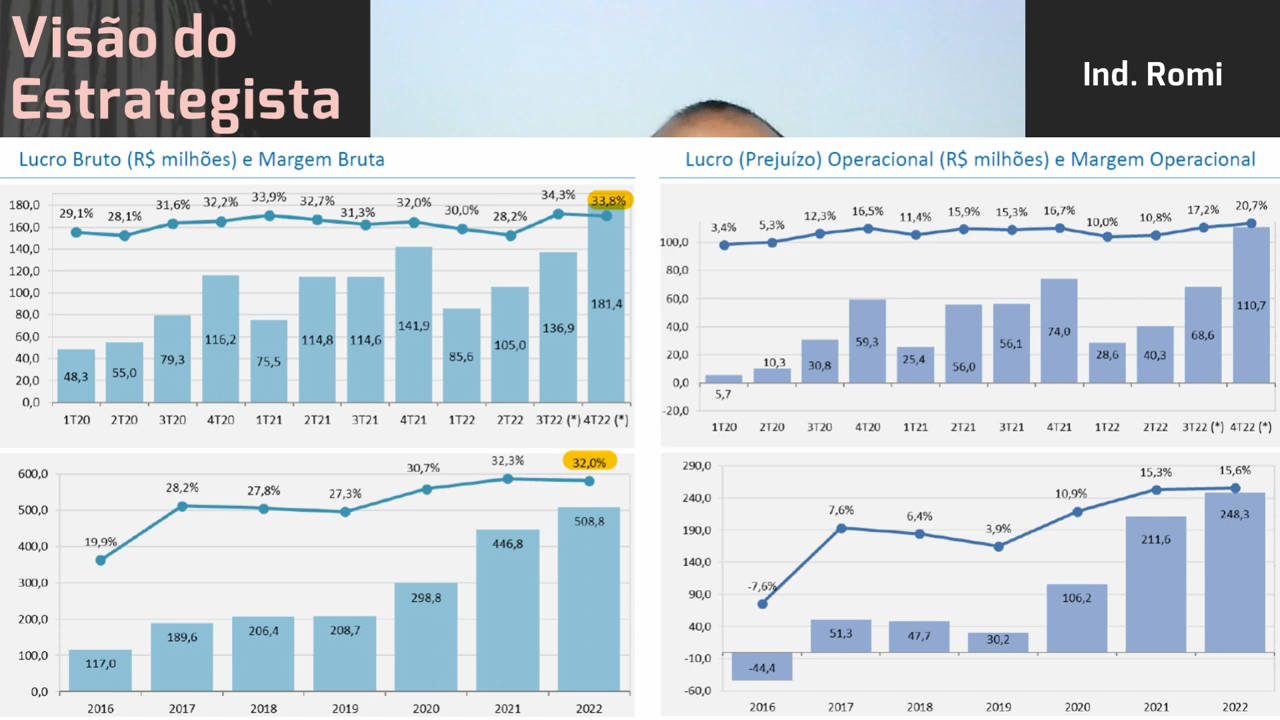 Visão do
Estrategista
Ind. Romi
Lucro Bruto (R$ milhões) e Margem Bruta
180,0
160,0
140,0
120,0
100,0
80,0
60,0
40,0
20,0
0,0
29,1% 28,1% 31,6% 32,2% 33,9% 32,7% 31,3% 32,0% 30,0% 28,2% 34,3% 33,8%
48,3 55,0 79,3 116,2 75,5 114,8 114,6 141,9 85,6 105,0 136,9 181,4
1T20 2T20 3T20 4T20 1T21 2T21 3T21 4T21 1T22 2T22 3T22 (*) 4T22 (*)
Lucro (Prejuízo) Operacional (R$ milhões) e Margem Operacional
100,0
80,0
60,0
40,0
20,0
0,0
-20,0
3,4% 5,3% 12,3% 16,5% 11,4% 15,9% 15,3% 16,7% 10,0% 10,8% 17,2% 20,7%
5,7 10,3 30,8 59,3 25,4 56,0 56,1 74,0 28,6 40,3 68,6 110,7
1T20 2T20 3T20 4T20 1T21 2T21 3T21 4T21 1T22 2T22 3T22 (*) 4T22 (*)
600,0
500,0
400,0
300,0
200,0
100,0
0,0
19,9% 28,2% 27,8% 27,3% 30,7% 32,3% 32,0%
117,0 189,6 206,4 208,7 298,8 446,8 508,8
2016 2017 2018 2019 2020 2021 2022
290,0
240,0
190,0
140,0
90,0
40,0
-10,0
-60,0
-7,6% 7,6% 6,4% 3,9% 10,9% 15,3% 15,6%
-44,4 51,3 47,7 30,2 106,2 211,6 248,3
2016 2017 2018 2019 2020 2021 2022